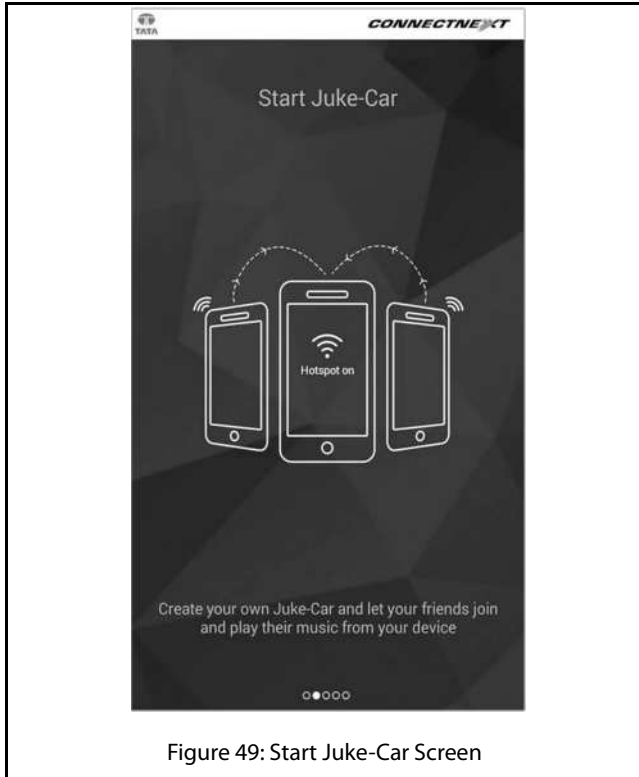 TATA
CONNECTNEXT
Start Juke-Car
Hotspot on
Create your own Juke-Car and let your friends join
and play their music from your device
Figure 49: Start Juke-Car Screen